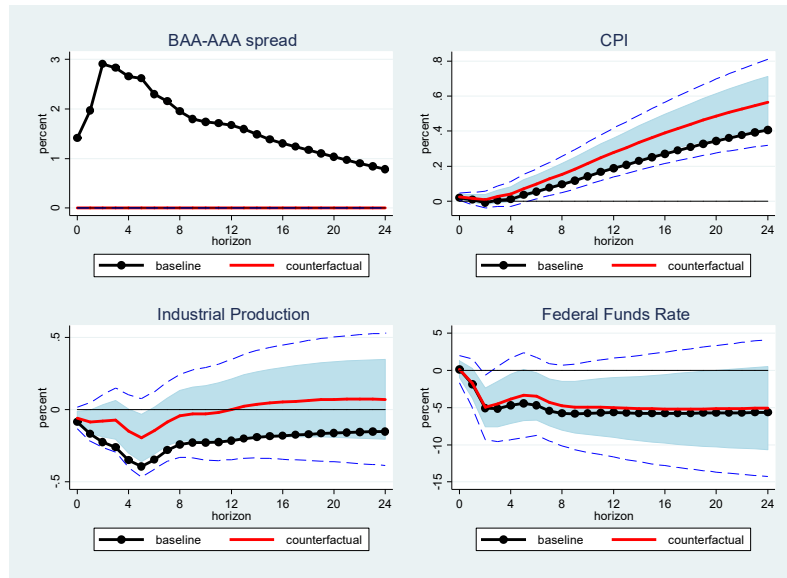 BAA-AAA spread
percent
3
2
1
0
0 4 8 12 16 20 24
horizon
baseline counterfactual
CPI
percent
.8
.6
.4
.2
0
0 4 8 12 16 20 24
horizon
baseline counterfactual
Industrial Production
percent
.5
0
-.5
0 4 8 12 16 20 24
horizon
baseline counterfactual
Federal Funds Rate
percent
5
0
-5
-10
-15
0 4 8 12 16 20 24
horizon
baseline counterfactual